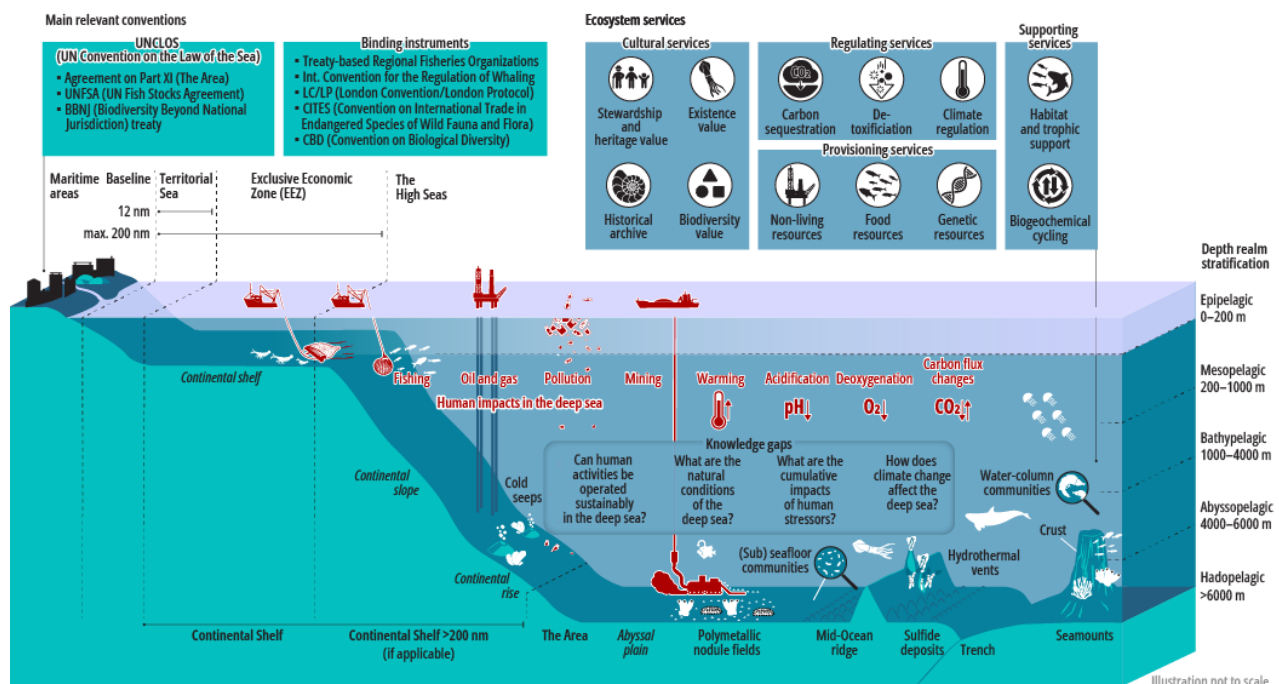 Main relevant conventions
UNCLOS
(UN Convention on the Law of the Sea)
▪ Agreement on Part XI (The Area)
▪ UNFSA (UN Fish Stocks Agreement)
▪ BBNJ (Biodiversity Beyond National
Jurisdiction) treaty
Binding instruments
▪ Treaty-based Regional Fisheries Organizations
▪ Int. Convention for the Regulation of Whaling
▪ LC/LP (London Convention/London Protocol)
▪ CITES (Convention on International Trade in
Endangered Species of Wild Fauna and Flora)
▪ CBD (Convention on Biological Diversity)
Ecosystem services
Cultural services
Stewardship
and
heritage value
Existence
value
Historical
archive
Biodiversity
value
Regulating services
CO2
Carbon
sequestration
De-
toxificiation
Climate
regulation
Provisioning services
Non-living
resources
Food
resources
Genetic
resources
Supporting
services
Habitat
and trophic
support
Biogeochemical
cycling
Maritime
areas
Baseline
Territorial
Sea
Exclusive Economic
Zone (EEZ)
The
High Seas
12 nm
max. 200 nm
Depth realm
stratification
Epipelagic
0–200 m
Mesopelagic
200–1000 m
Bathypelagic
1000–4000 m
Abyssopelagic
4000–6000 m
Hadopelagic
>6000 m
Continental shelf
Fishing
Oil and gas
Pollution
Mining
Warming
Acidification
Deoxygenation
Carbon flux
changes
Human impacts in the deep sea
pH↓
O2↓
CO2↓↑
Knowledge gaps
Can human
activities be
operated
sustainably
in the deep sea?
What are the
natural
conditions
of the
deep sea?
What are the
cumulative
impacts
of human
stressors?
How does
climate change
affect the
deep sea?
Continental
slope
Cold
seeps
Water-column
communities
Crust
(Sub) seafloor
communities
Hydrothermal
vents
Continental
rise
Continental Shelf
Continental Shelf >200 nm
(if applicable)
The Area
Abyssal
plain
Polymetallic
nodule fields
Mid-Ocean
ridge
Sulfide
deposits
Trench
Seamounts
Illustration not to scale